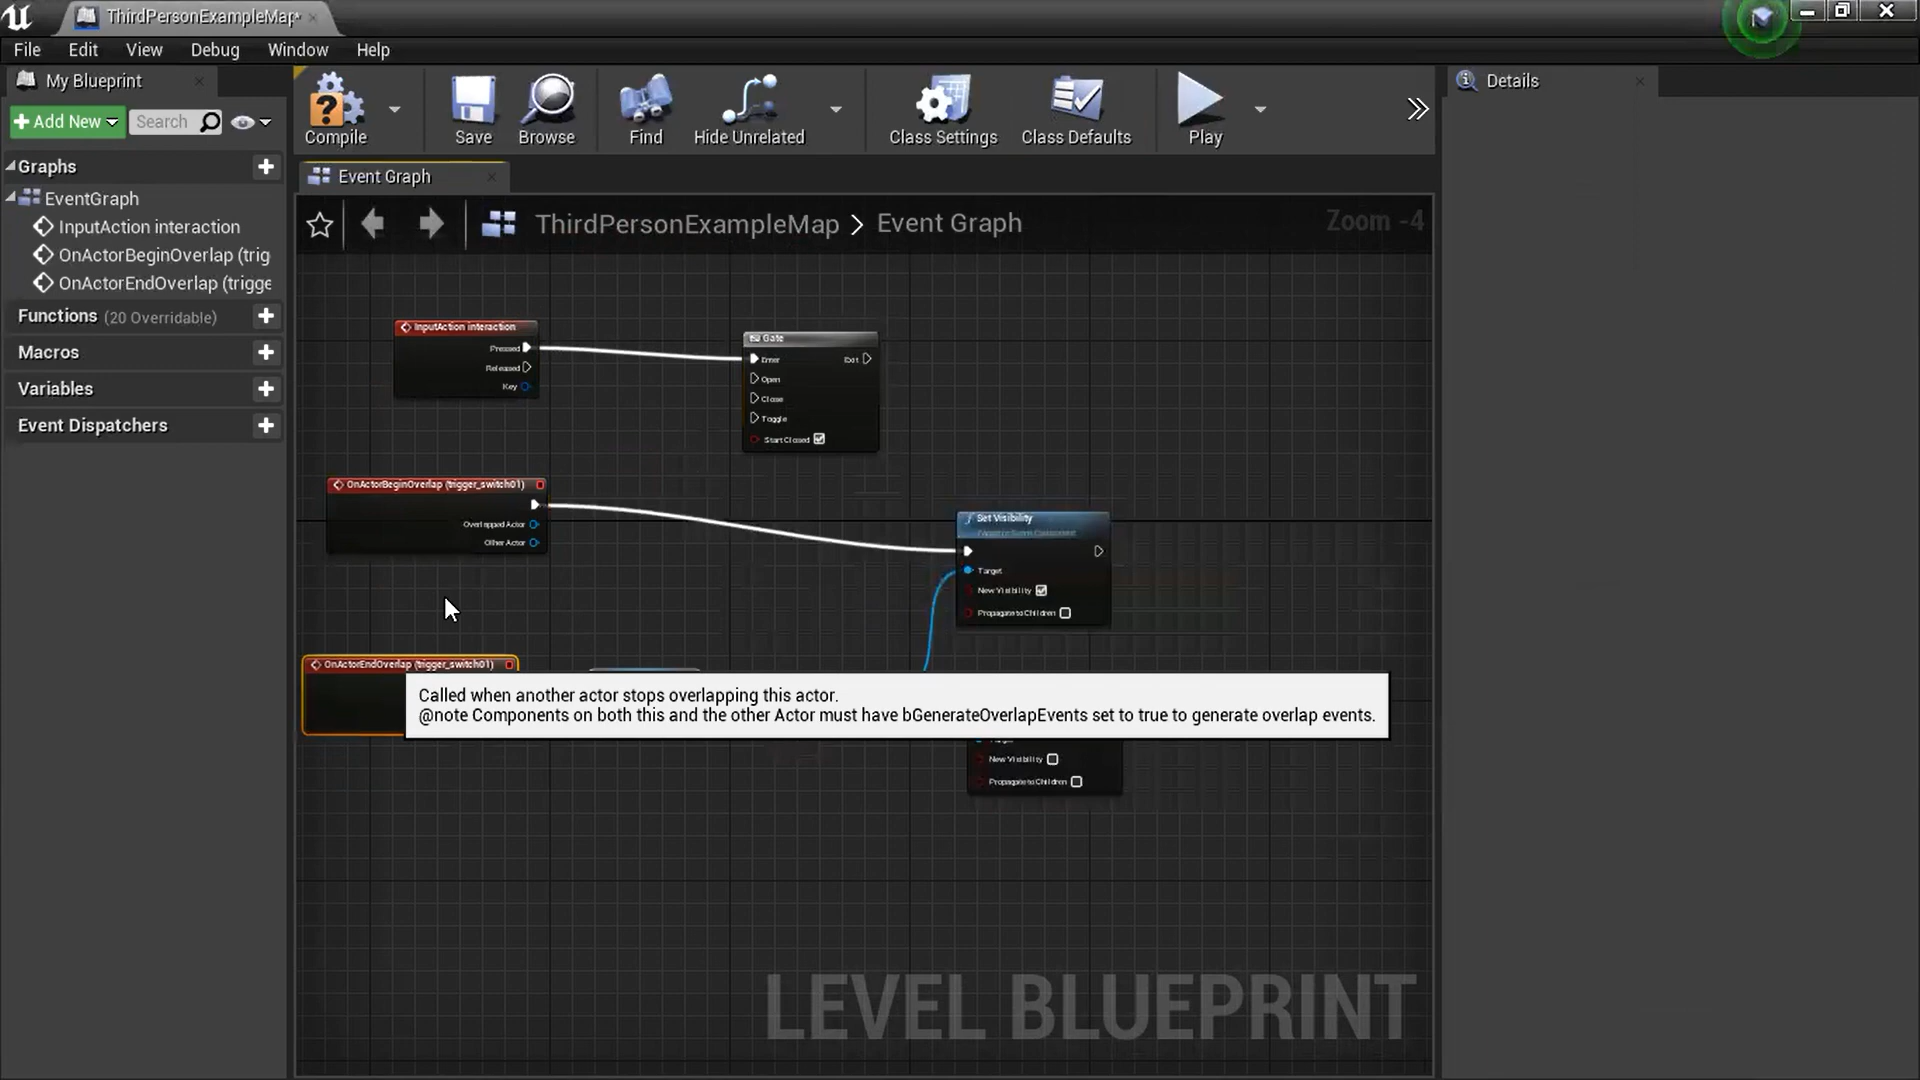 ThirdPersonExampleMap*
File Edit View Debug Window Help
My Blueprint
Details
Add New
Search
Compile
Save
Browse
Find
Hide Unrelated
Class Settings
Class Defaults
Play
Graphs
EventGraph
InputAction interaction
OnActorBeginOverlap (trig
OnActorEndOverlap (trigge
Functions (20 Overridable)
Macros
Variables
Event Dispatchers
Event Graph
ThirdPersonExampleMap > Event Graph
Zoom -4
InputAction interaction
Pressed
Released
Key
Gate
Enter
Exit
Open
Close
Toggle
Start Closed
OnActorBeginOverlap (trigger_switch01)
Overlapped Actor
Other Actor
Set Visibility
Target is Scene Component
Target
New Visibility
Propagate to Children
OnActorEndOverlap (trigger_switch01)
Called when another actor stops overlapping this actor.
@note Components on both this and the other Actor must have bGenerateOverlapEvents set to true to generate overlap events.
New Visibility
Propagate to Children
LEVEL BLUEPRINT